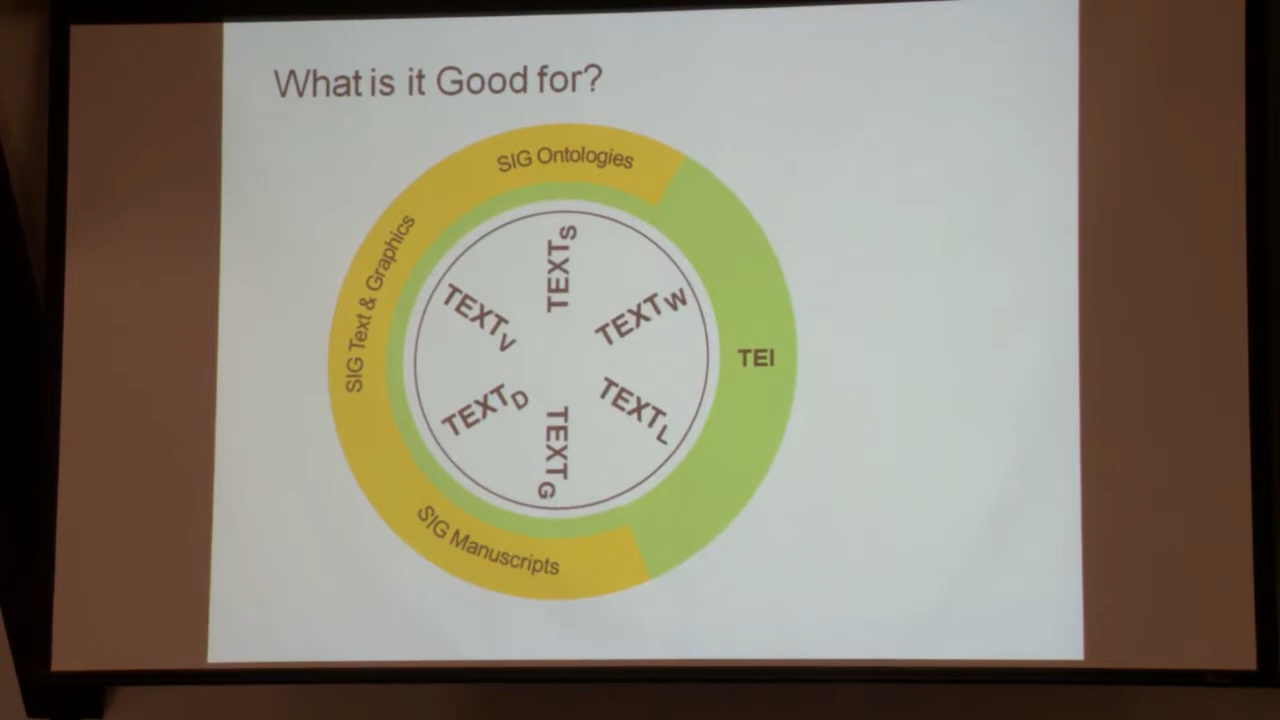 What is it Good for?
SIG Ontologies
SIG Text & Graphics
SIG Manuscripts
TEI
TEXTS
TEXTW
TEXTL
TEXTG
TEXTD
TEXTV